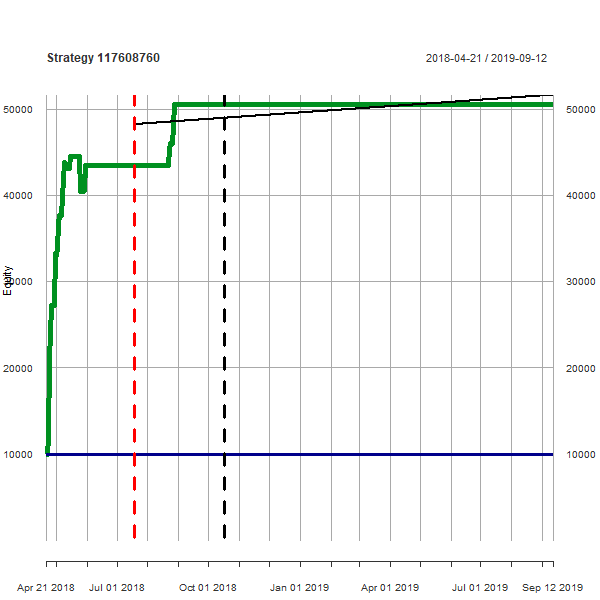 Strategy 117608760 2018-04-21 / 2019-09-12
50000 50000
40000 40000
Equity
30000 30000
20000 20000
10000 10000
Apr 21 2018 Jul 01 2018 Oct 01 2018 Jan 01 2019 Apr 01 2019 Jul 01 2019 Sep 12 2019